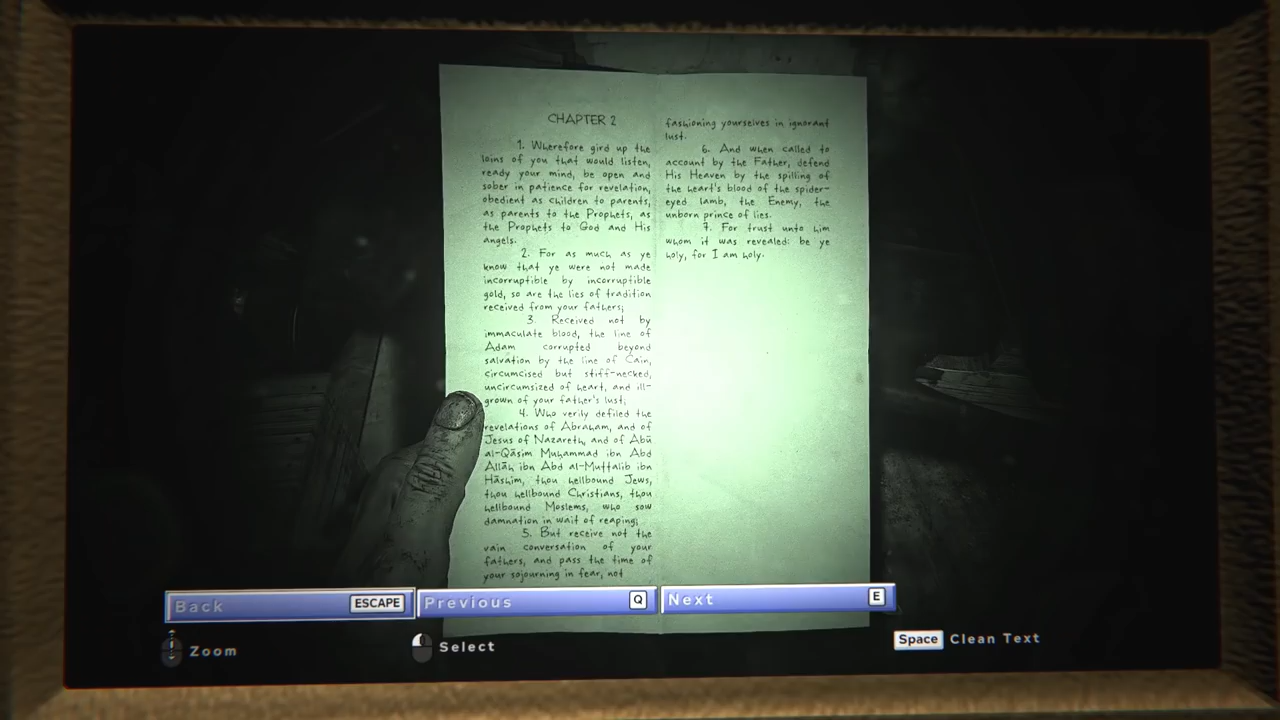 CHAPTER 2
1. Wherefore gird up the
loins of you that would listen,
ready your mind, be open and
sober in patience for revelation,
obedient as children to parents,
as parents to the Prophets, as
the Prophets to God and His
angels.
2. For as much as ye
know that ye were not made
incorruptible by incorruptible
gold, so are the lies of tradition
received from your fathers;
3. Received not by
immaculate blood, the line of
Adam corrupted beyond
salvation by the line of Cain,
circumcised but stiff-necked,
uncircumsized of heart, and ill-
grown of your father's lust;
4. Who verily defiled the
revelations of Abraham, and of
Jesus of Nazareth, and of Abū
al-Qāsim Muḥammad ibn Abd
Allāh ibn Abd al-Muṭṭalib ibn
Hāshim, thou hellbound Jews,
thou hellbound Christians, thou
hellbound Moslems, who sow
damnation in wait of reaping;
5. But receive not the
vain conversation of your
fathers, and pass the time of
your sojourning in fear, not
fashioning yourselves in ignorant
lust.
6. And when called to
account by the Father, defend
His Heaven by the spilling of
the heart's blood of the spider-
eyed lamb, the Enemy, the
unborn prince of lies.
7. For trust unto him
whom it was revealed: be ye
holy, for I am holy.
Back ESCAPE
Previous Q
Next E
Zoom
Select
Space Clean Text